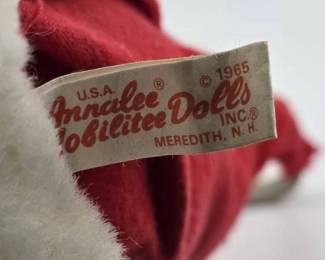 U.S.A. © 1965
Annalee®
Mobilitee Dolls
INC.®
MEREDITH, N. H.